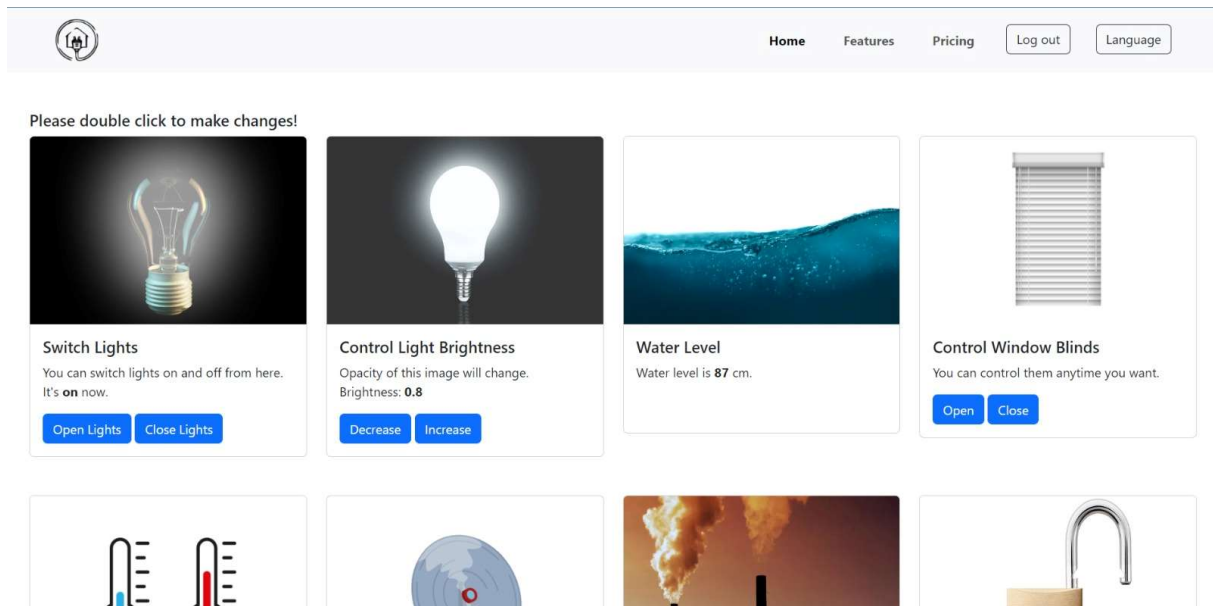 Home Features Pricing Log out Language
Please double click to make changes!
Switch Lights
You can switch lights on and off from here.
It's on now.
Open Lights Close Lights
Control Light Brightness
Opacity of this image will change.
Brightness: 0.8
Decrease Increase
Water Level
Water level is 87 cm.
Control Window Blinds
You can control them anytime you want.
Open Close